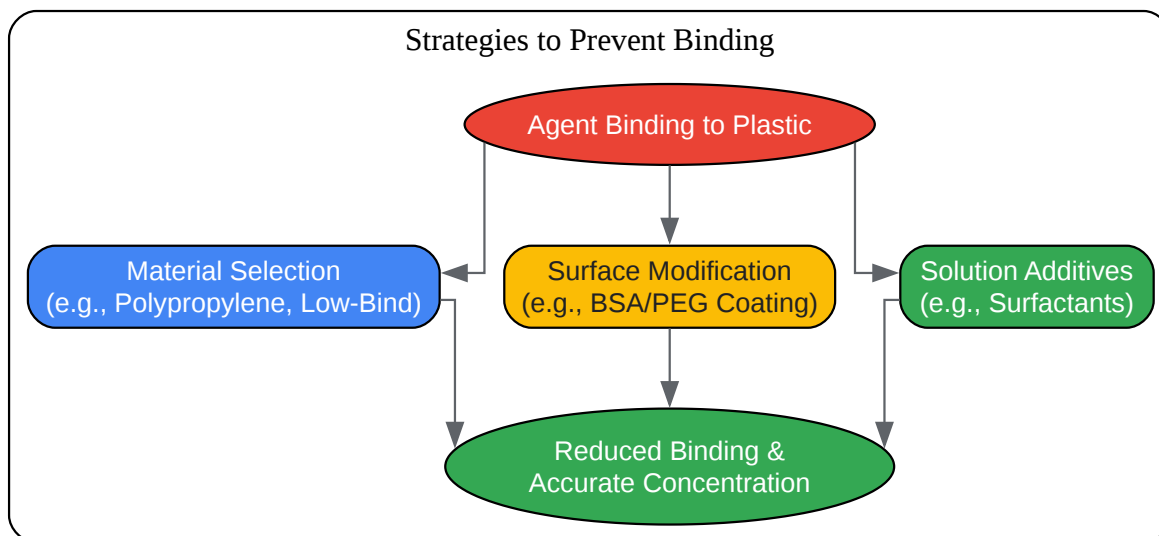 Strategies to Prevent Binding
Agent Binding to Plastic
Material Selection
(e.g., Polypropylene, Low-Bind)
Surface Modification
(e.g., BSA/PEG Coating)
Solution Additives
(e.g., Surfactants)
Reduced Binding &
Accurate Concentration